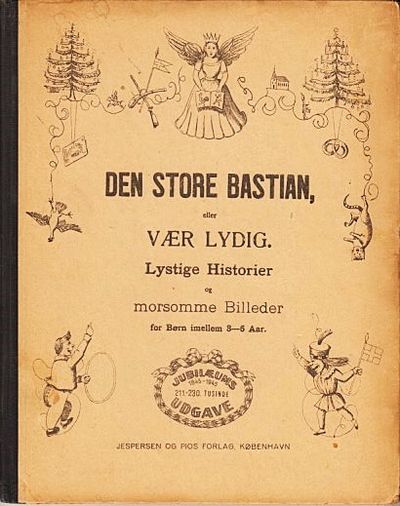 DEN STORE BASTIAN,
eller
VÆR LYDIG.
Lystige Historier
og
morsomme Billeder
for Børn imellem 3—6 Aar.
JUBILÆUMS
1845-1945
211.-230. TUSINDE
UDGAVE
JESPERSEN OG PIOS FORLAG, KØBENHAVN